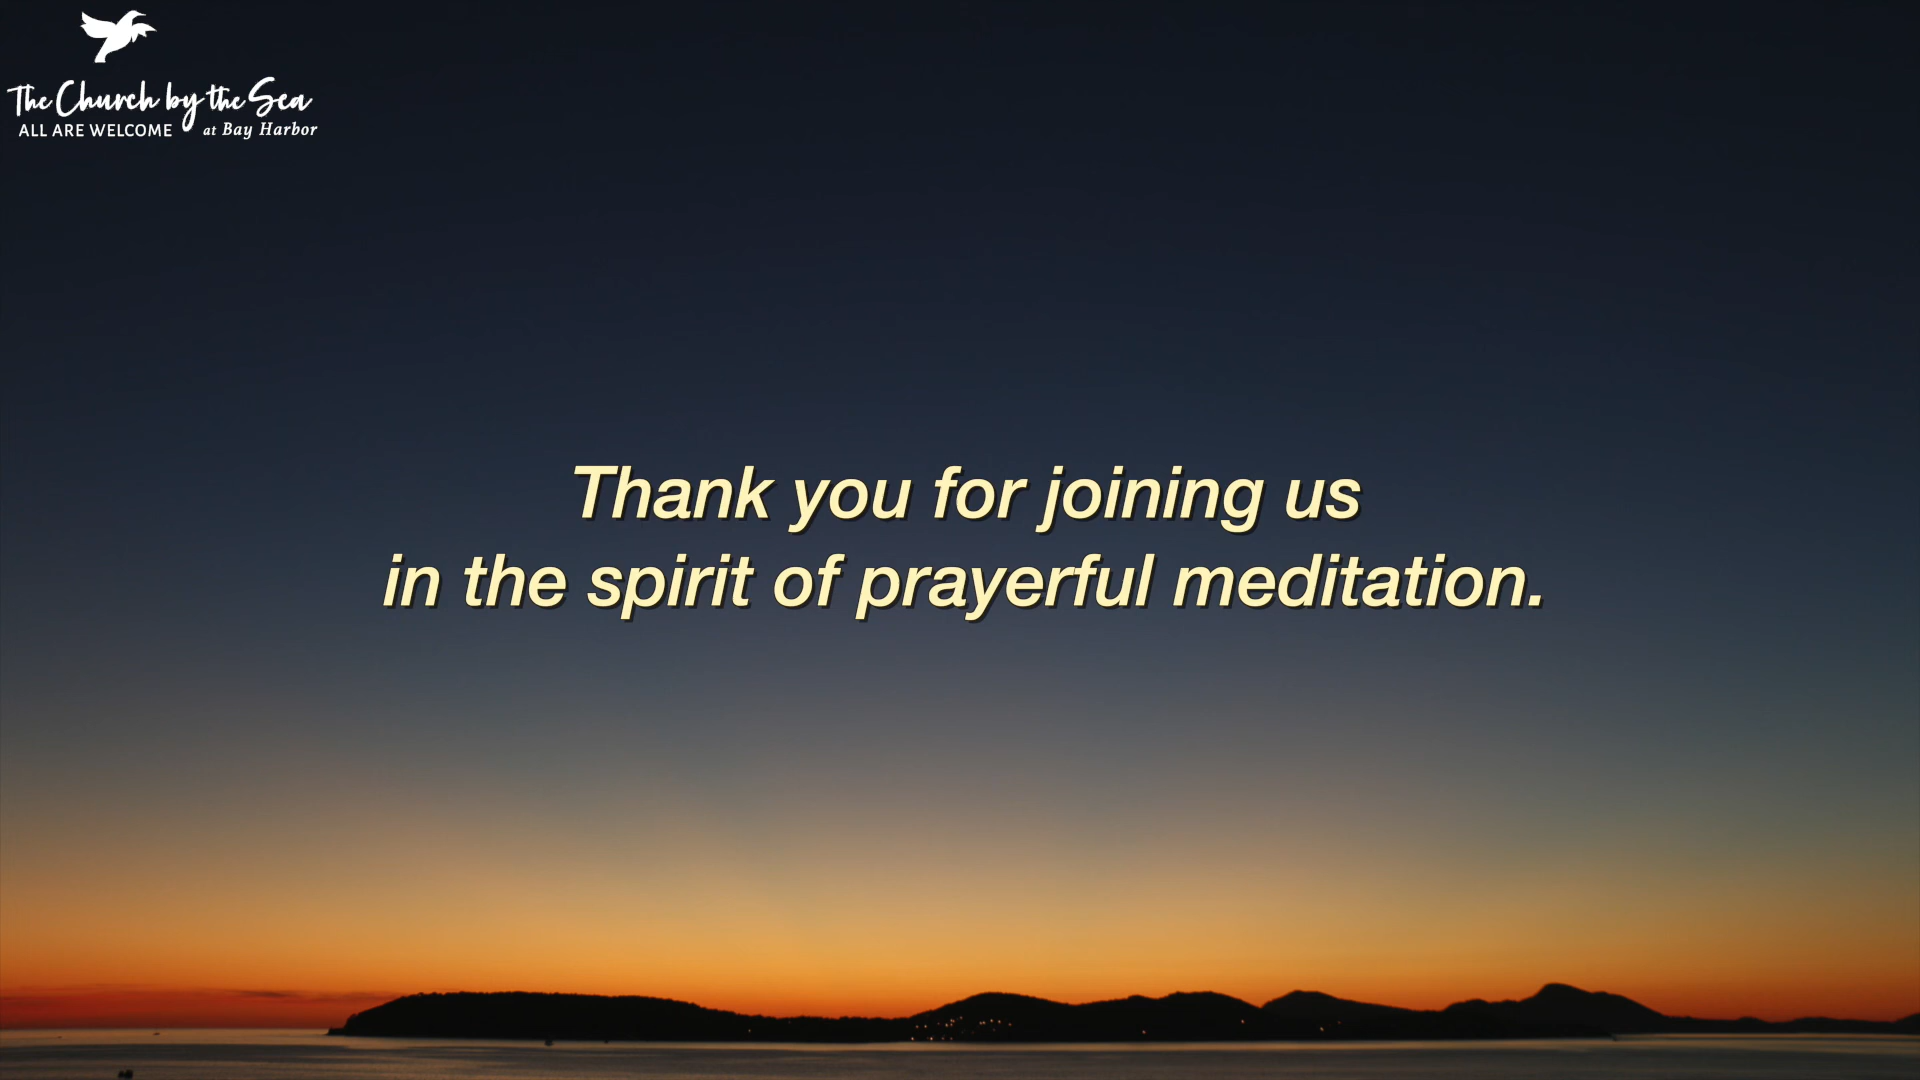 The Church by the Sea
ALL ARE WELCOME at Bay Harbor
Thank you for joining us
in the spirit of prayerful meditation.